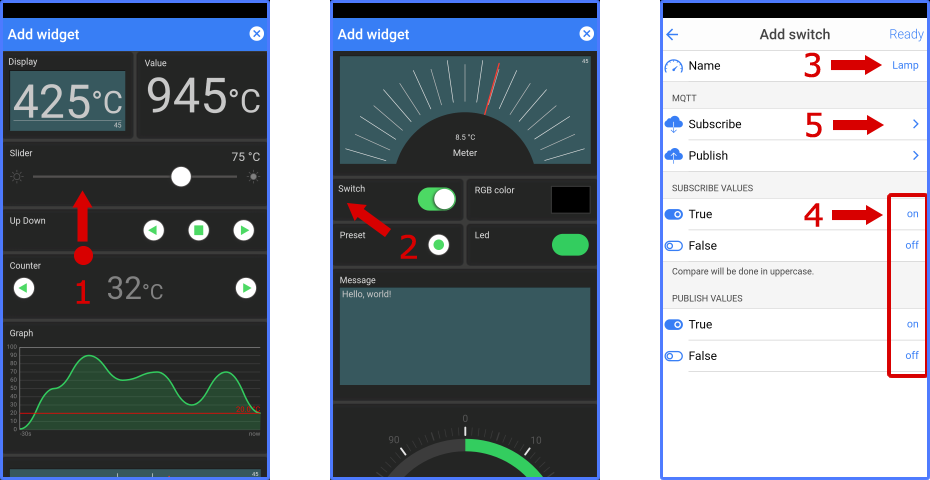 Add widget
Display
425°C
45
Value
945°C
Slider
75 °C
Up Down
1
Counter
32°C
Graph
100
90
80
70
60
50
40
30
20
10
0
-30s
now
45
Add widget
45
8.5 °C
Meter
Switch
RGB color
2
Preset
Led
Message
Hello, world!
0
90
10
Add switch
Ready
Name
3
Lamp
MQTT
Subscribe
5
Publish
SUBSCRIBE VALUES
True
4
on
False
off
Compare will be done in uppercase.
PUBLISH VALUES
True
on
False
off